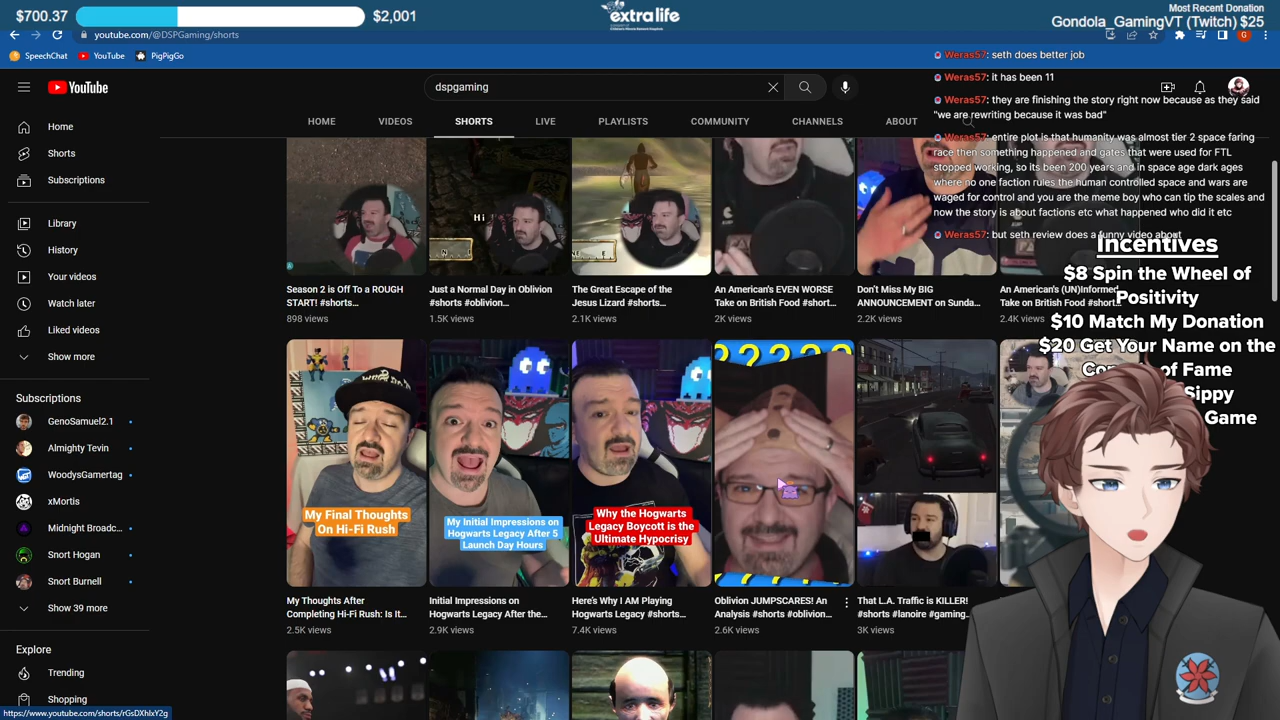 $700.37
$2,001
extralife
Most Recent Donation
Gondola_GamingVT (Twitch) $25
youtube.com/@DSPGaming/shorts
SpeechChat
YouTube
PigPigGo
YouTube
dspgaming
Weras57: seth does better job
Weras57: it has been 11
Weras57: they are finishing the story right now because as they said
"we are rewriting because it was bad"
Weras57: entire plot is that humanity was almost tier 2 space faring
race then something happened and gates that were used for FTL
stopped working, so its been 200 years and in space age dark ages
where no one faction rules the human controlled space and wars are
waged for control and you are the meme boy who can tip the scales and
now the story is about factions etc what happened who did it etc
Weras57: but seth review does a funny video about
HOME
VIDEOS
SHORTS
LIVE
PLAYLISTS
COMMUNITY
CHANNELS
ABOUT
Home
Shorts
Subscriptions
Library
History
Your videos
Watch later
Liked videos
Show more
Subscriptions
GenoSamuel2.1
Almighty Tevin
WoodysGamertag
xMortis
Midnight Broadc...
Snort Hogan
Snort Burnell
Show 39 more
Explore
Trending
Shopping
https://www.youtube.com/shorts/rGsDXhlxY2g
Hi
N
E
N
E
Season 2 is Off To a ROUGH
START! #shorts...
898 views
Just a Normal Day in Oblivion
#shorts #oblivion...
1.5K views
The Great Escape of the
Jesus Lizard #shorts...
2.1K views
An American's EVEN WORSE
Take on British Food #short...
2K views
Don't Miss My BIG
ANNOUNCEMENT on Sunda...
2.2K views
An American's (UN)Informed
Take on British Food #short...
2.4K views
Incentives
$8 Spin the Wheel of
Positivity
$10 Match My Donation
$20 Get Your Name on the
of Fame
Sippy
Game
My Final Thoughts
On Hi-Fi Rush
My Initial Impressions on
Hogwarts Legacy After 5
Launch Day Hours
Why the Hogwarts
Legacy Boycott is the
Ultimate Hypocrisy
?????
My Thoughts After
Completing Hi-Fi Rush: Is It...
2.5K views
Initial Impressions on
Hogwarts Legacy After the...
2.9K views
Here's Why I AM Playing
Hogwarts Legacy #shorts...
7.4K views
Oblivion JUMPSCARES! An
Analysis #shorts #oblivion...
2.6K views
That L.A. Traffic is KILLER!
#shorts #lanoire #gaming...
3K views